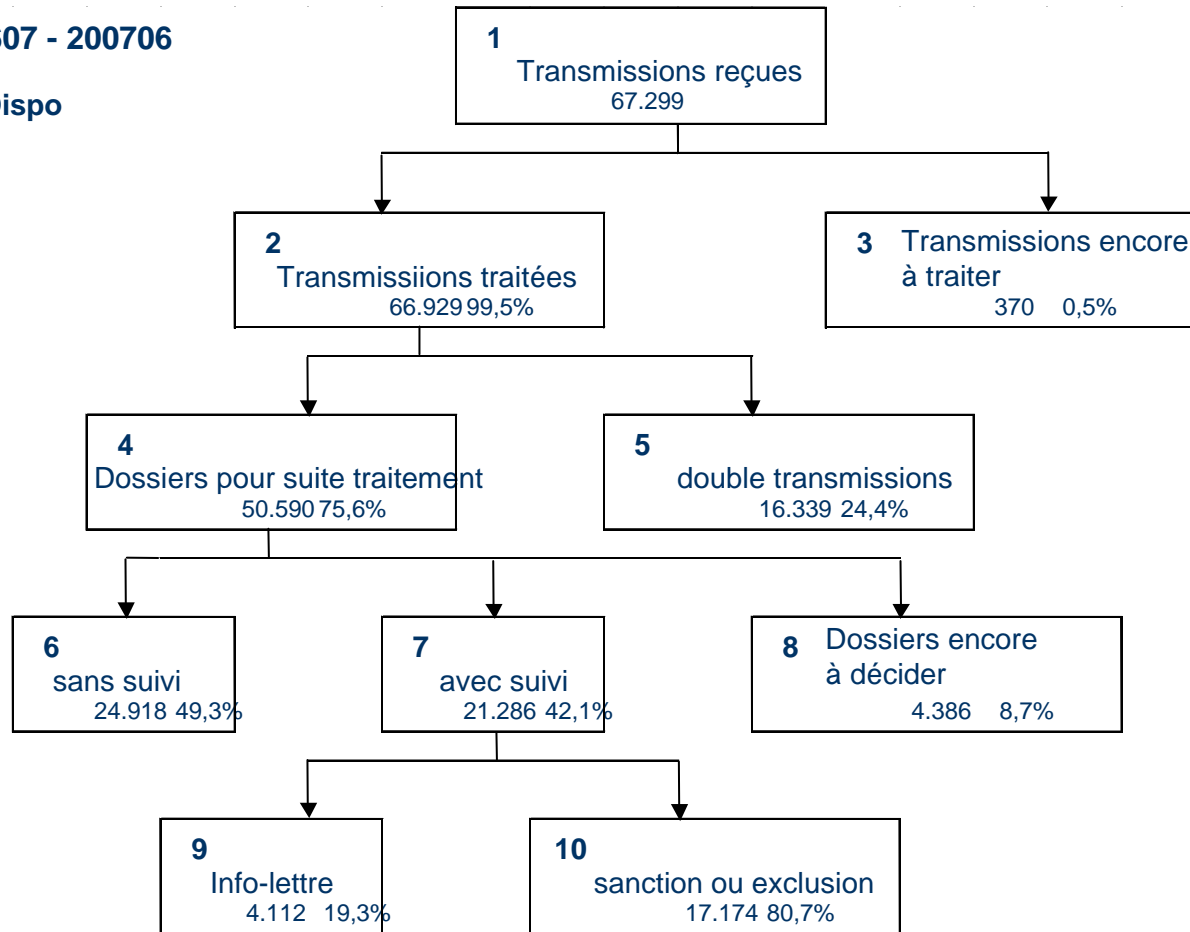 607 - 200706
Dispo
1
Transmissions reçues
67.299
2
Transmissiions traitées
66.929 99,5%
3 Transmissions encore
à traiter
370 0,5%
4
Dossiers pour suite traitement
50.590 75,6%
5
double transmissions
16.339 24,4%
6
sans suivi
24.918 49,3%
7
avec suivi
21.286 42,1%
8 Dossiers encore
à décider
4.386 8,7%
9
Info-lettre
4.112 19,3%
10
sanction ou exclusion
17.174 80,7%